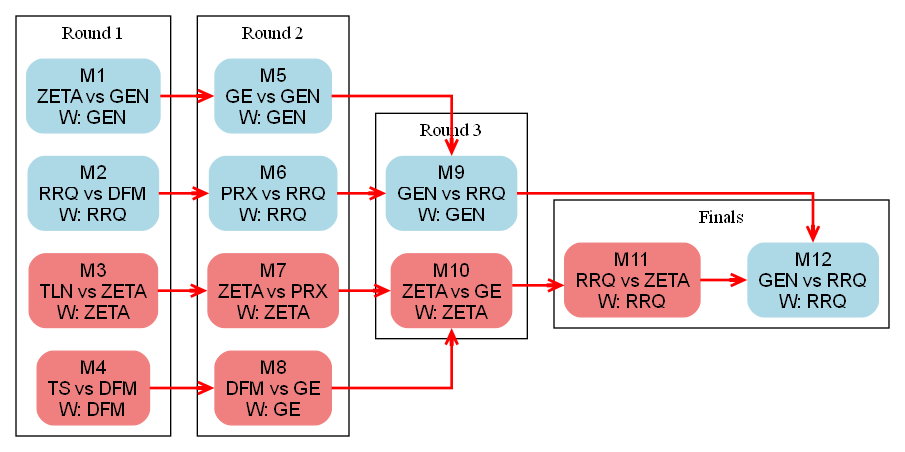 Round 1
M1
ZETA vs GEN
W: GEN
M2
RRQ vs DFM
W: RRQ
M3
TLN vs ZETA
W: ZETA
M4
TS vs DFM
W: DFM
Round 2
M5
GE vs GEN
W: GEN
M6
PRX vs RRQ
W: RRQ
M7
ZETA vs PRX
W: ZETA
M8
DFM vs GE
W: GE
Round 3
M9
GEN vs RRQ
W: GEN
M10
ZETA vs GE
W: ZETA
Finals
M11
RRQ vs ZETA
W: RRQ
M12
GEN vs RRQ
W: RRQ